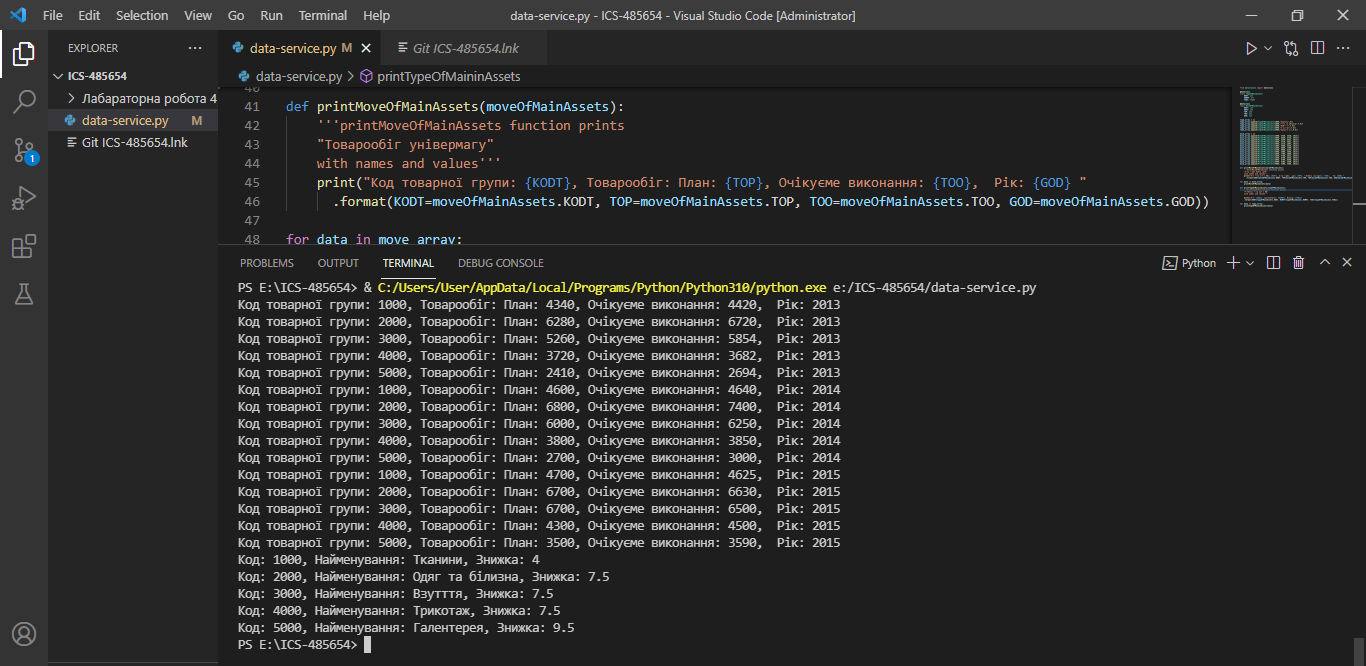 File Edit Selection View Go Run Terminal Help data-service.py - ICS-485654 - Visual Studio Code [Administrator]
EXPLORER
ICS-485654
Лабараторна робота 4
data-service.py M
Git ICS-485654.lnk
1
data-service.py M Git ICS-485654.lnk
data-service.py > printTypeOfMaininAssets
40
41 def printMoveOfMainAssets(moveOfMainAssets):
42 '''printMoveOfMainAssets function prints
43 "Товарообіг універмагу"
44 with names and values'''
45 print("Код товарної групи: {KODT}, Товарообіг: План: {TOP}, Очікуєме виконання: {TOO},  Рік: {GOD} "
46 .format(KODT=moveOfMainAssets.KODT, TOP=moveOfMainAssets.TOP, TOO=moveOfMainAssets.TOO, GOD=moveOfMainAssets.GOD))
47
48 for data in move_array:
PROBLEMS OUTPUT TERMINAL DEBUG CONSOLE Python
PS E:\ICS-485654> & C:/Users/User/AppData/Local/Programs/Python/Python310/python.exe e:/ICS-485654/data-service.py
Код товарної групи: 1000, Товарообіг: План: 4340, Очікуєме виконання: 4420,  Рік: 2013
Код товарної групи: 2000, Товарообіг: План: 6280, Очікуєме виконання: 6720,  Рік: 2013
Код товарної групи: 3000, Товарообіг: План: 5260, Очікуєме виконання: 5854,  Рік: 2013
Код товарної групи: 4000, Товарообіг: План: 3720, Очікуєме виконання: 3682,  Рік: 2013
Код товарної групи: 5000, Товарообіг: План: 2410, Очікуєме виконання: 2694,  Рік: 2013
Код товарної групи: 1000, Товарообіг: План: 4600, Очікуєме виконання: 4640,  Рік: 2014
Код товарної групи: 2000, Товарообіг: План: 6800, Очікуєме виконання: 7400,  Рік: 2014
Код товарної групи: 3000, Товарообіг: План: 6000, Очікуєме виконання: 6250,  Рік: 2014
Код товарної групи: 4000, Товарообіг: План: 3800, Очікуєме виконання: 3850,  Рік: 2014
Код товарної групи: 5000, Товарообіг: План: 2700, Очікуєме виконання: 3000,  Рік: 2014
Код товарної групи: 1000, Товарообіг: План: 4700, Очікуєме виконання: 4625,  Рік: 2015
Код товарної групи: 2000, Товарообіг: План: 6700, Очікуєме виконання: 6630,  Рік: 2015
Код товарної групи: 3000, Товарообіг: План: 6700, Очікуєме виконання: 6500,  Рік: 2015
Код товарної групи: 4000, Товарообіг: План: 4300, Очікуєме виконання: 4500,  Рік: 2015
Код товарної групи: 5000, Товарообіг: План: 3500, Очікуєме виконання: 3590,  Рік: 2015
Код: 1000, Найменування: Тканини, Знижка: 4
Код: 2000, Найменування: Одяг та білизна, Знижка: 7.5
Код: 3000, Найменування: Взутття, Знижка: 7.5
Код: 4000, Найменування: Трикотаж, Знижка: 7.5
Код: 5000, Найменування: Галентерея, Знижка: 9.5
PS E:\ICS-485654>